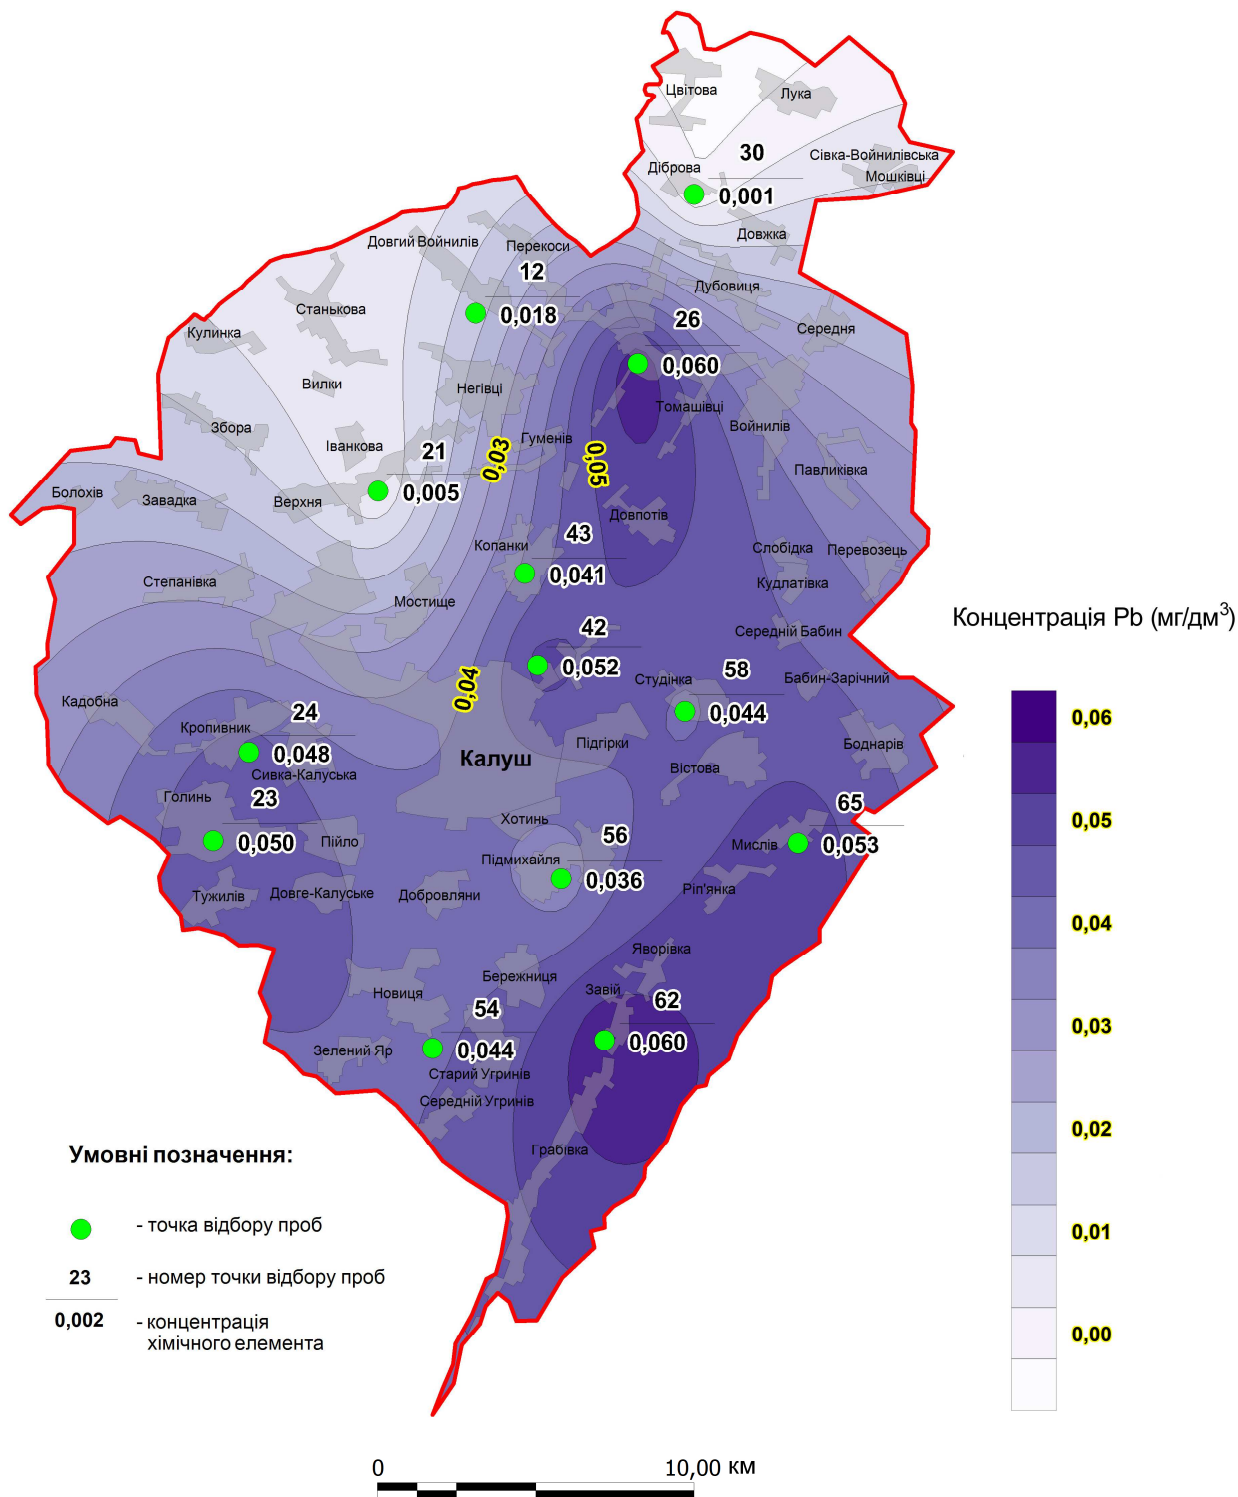 Цвітова
Лука
30
Сівка-Войнилівська
Діброва
Мошківці
0,001
Довжка
Довгий Войнилів
Перекоси
12
Дубовиця
Станькова
0,018
26
Середня
Кулинка
0,060
Вилки
Негівці
Томашівці
Войнилів
Збора
Гуменів
Іванкова
21
0,03
0,05
Павликівка
Болохів
Завадка
Верхня
0,005
Довпотів
43
Копанки
Слобідка
Перевозець
Степанівка
0,041
Кудлатівка
Мостище
42
Середній Бабин
0,052
58
0,04
Студінка
Бабин-Зарічний
Кадобна
24
0,044
Кропивник
Підгірки
Боднарів
0,048
Калуш
Вістова
Сивка-Калуська
Голинь
23
65
Хотинь
0,050
Пійло
56
Мислів
0,053
Підмихайля
0,036
Тужилів
Довге-Калуське
Добровляни
Ріп'янка
Яворівка
Бережниця
Новиця
Завій
62
54
Зелений Яр
0,044
0,060
Старий Угринів
Середній Угринів
Грабівка
Концентрація Pb (мг/дм³)
0,06
0,05
0,04
0,03
0,02
0,01
0,00
Умовні позначення:
- точка відбору проб
23 - номер точки відбору проб
0,002 - концентрація
хімічного елемента
0 10,00 км